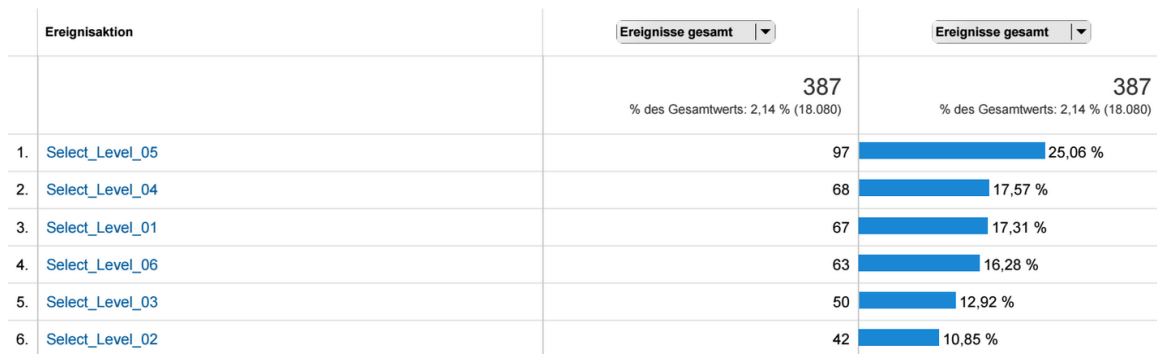 Ereignisaktion Ereignisse gesamt Ereignisse gesamt
387 387
% des Gesamtwerts: 2,14 % (18.080) % des Gesamtwerts: 2,14 % (18.080)
1. Select_Level_05 97 25,06 %
2. Select_Level_04 68 17,57 %
3. Select_Level_01 67 17,31 %
4. Select_Level_06 63 16,28 %
5. Select_Level_03 50 12,92 %
6. Select_Level_02 42 10,85 %